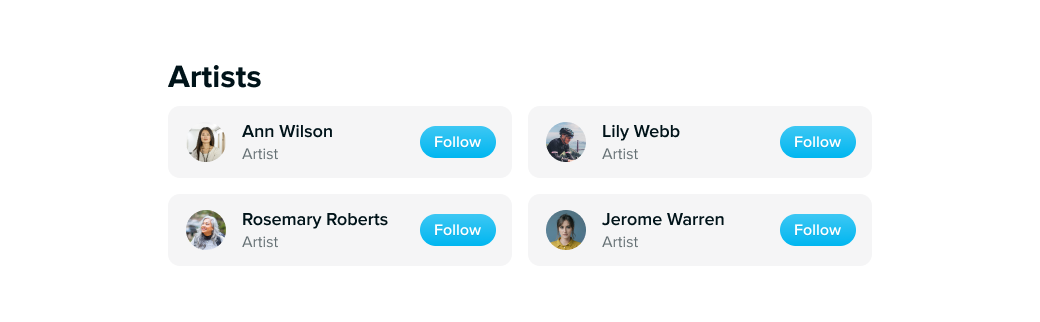 Artists
Ann Wilson
Artist
Follow
Lily Webb
Artist
Follow
Rosemary Roberts
Artist
Follow
Jerome Warren
Artist
Follow